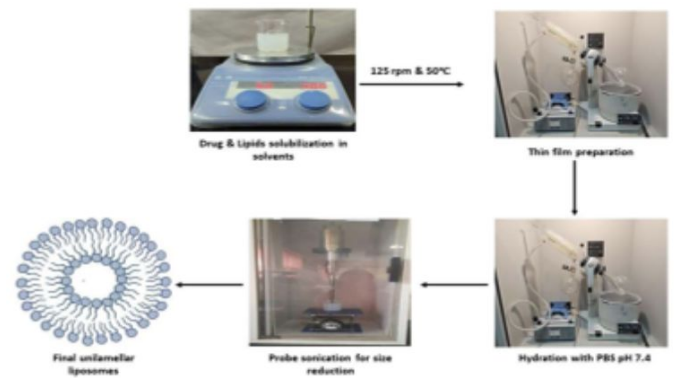 125 rpm & 50°C
Drug & Lipids solubilization in
solvents
Thin film preparation
Final unilamellar
liposomes
Probe sonication for size
reduction
Hydration with PBS pH 7.4